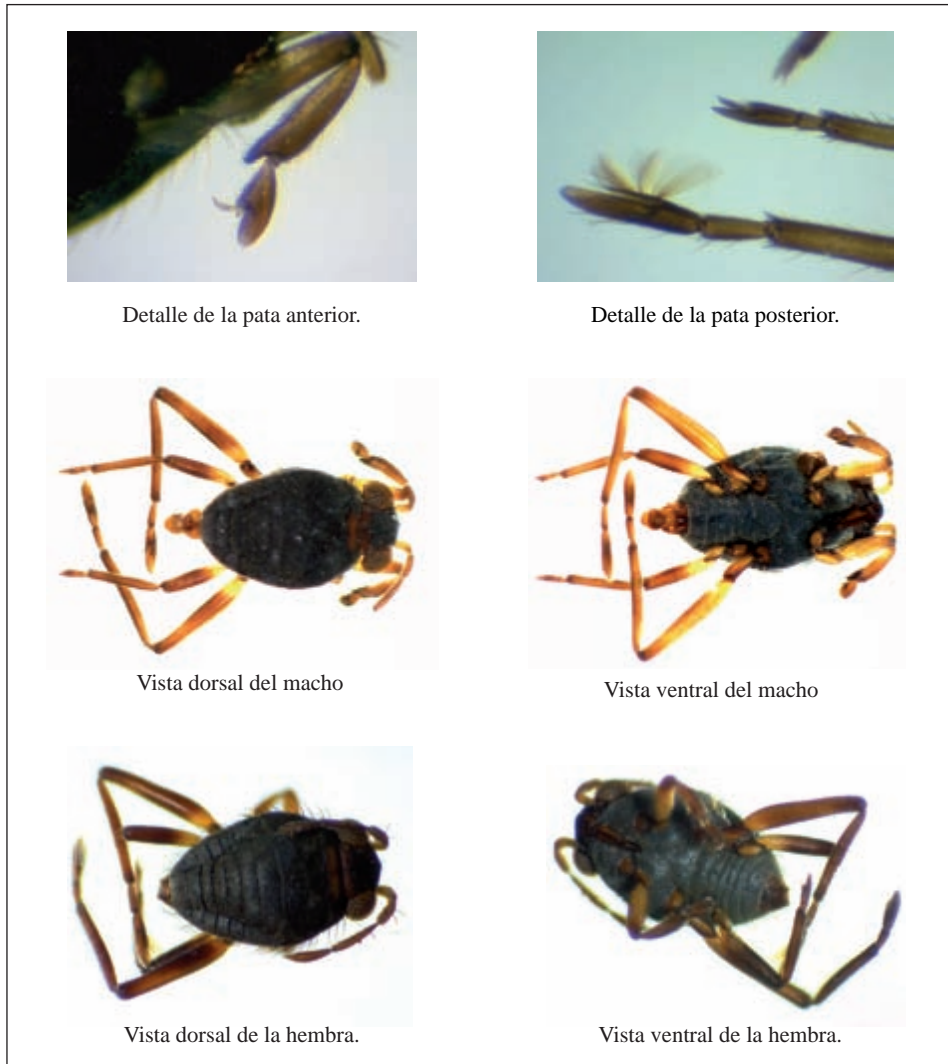 Detalle de la pata anterior.
Detalle de la pata posterior.
Vista dorsal del macho
Vista ventral del macho
Vista dorsal de la hembra.
Vista ventral de la hembra.